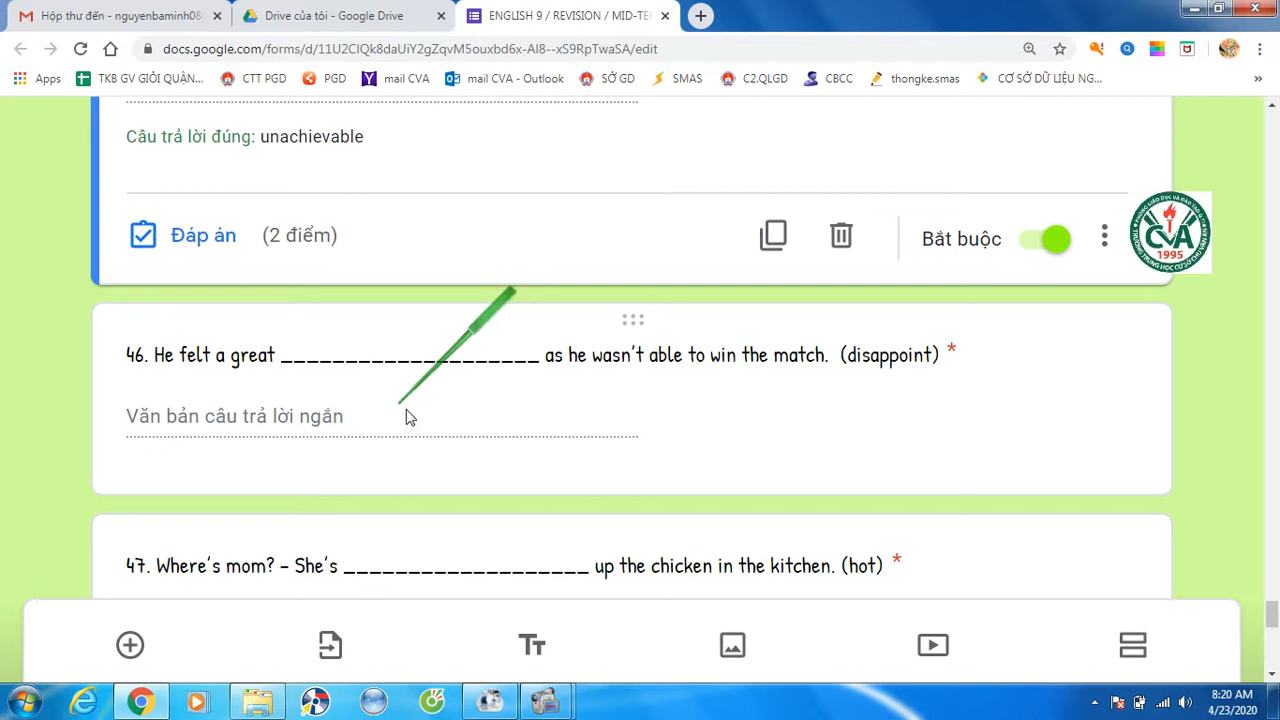 Hộp thư đến - nguyenbaminh08
Drive của tôi - Google Drive
ENGLISH 9 / REVISION / MID-TE
docs.google.com/forms/d/11U2ClQk8daUiY2gZqwM5otbDbd6x-AI8--xS9RpTwaSA/edit
Apps
TKB GV GIỎI QUẬN...
CTT PGD
PGD
mail CVA
mail CVA - Outlook
SỞ GD
SMAS
C2.QLGD
CBCC
thongke.smas
CƠ SỞ DỮ LIỆU NG...
Câu trả lời đúng: unachievable
Đáp án (2 điểm)
Bắt buộc
CVA
1995
46. He felt a great ____________________ as he wasn't able to win the match. (disappoint) *
Văn bản câu trả lời ngắn
47. Where's mom? - She's ___________________ up the chicken in the kitchen. (hot) *
8:20 AM
4/23/2020